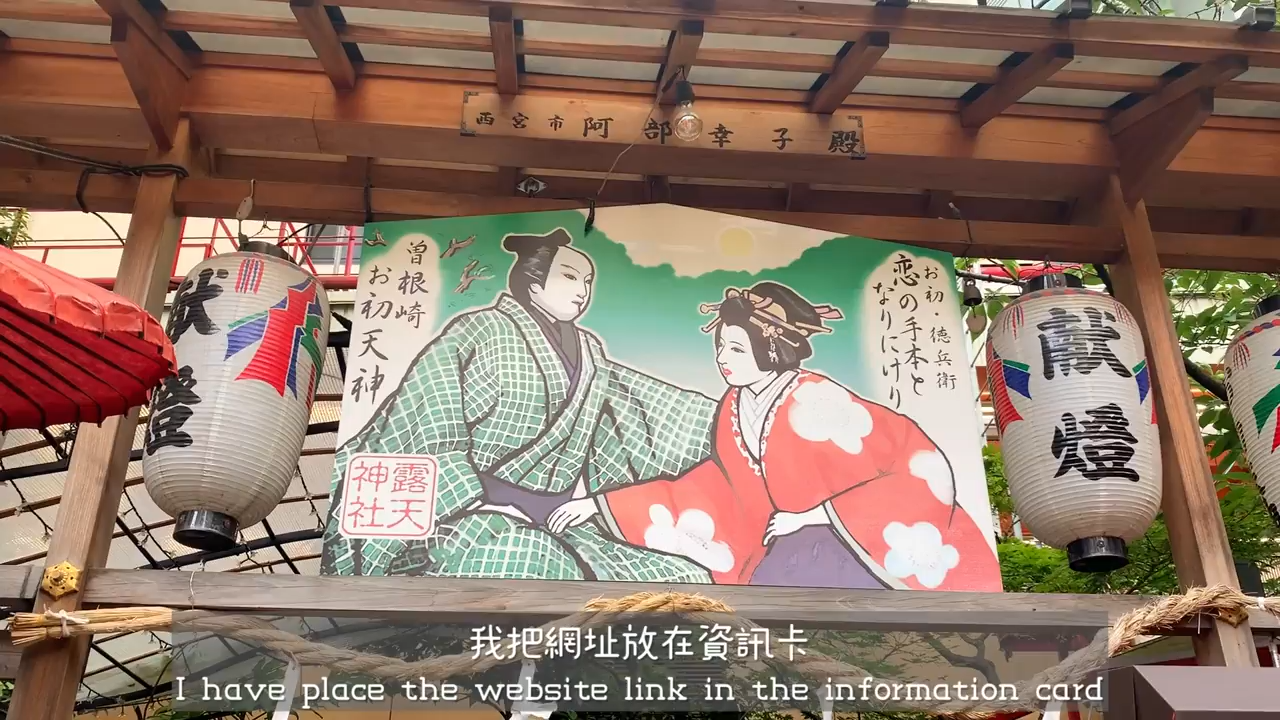 西宮市 阿部幸子殿
お初・徳兵衛
恋の手本と
なりにけり
曽根崎
お初天神
露天
神社
献燈
獻燈
我把網址放在資訊卡
I have place the website link in the information card